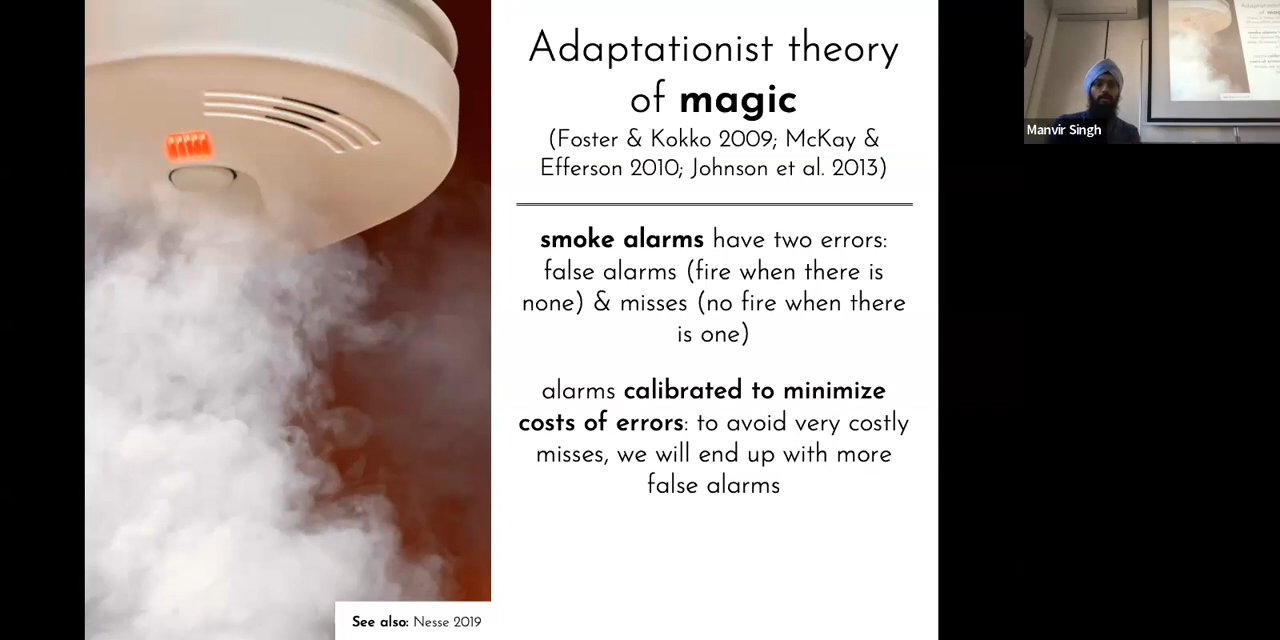 Adaptationist theory
of magic
(Foster & Kokko 2009; McKay &
Efferson 2010; Johnson et al. 2013)
smoke alarms have two errors:
false alarms (fire when there is
none) & misses (no fire when there
is one)
alarms calibrated to minimize
costs of errors: to avoid very costly
misses, we will end up with more
false alarms
See also: Nesse 2019
Manvir Singh